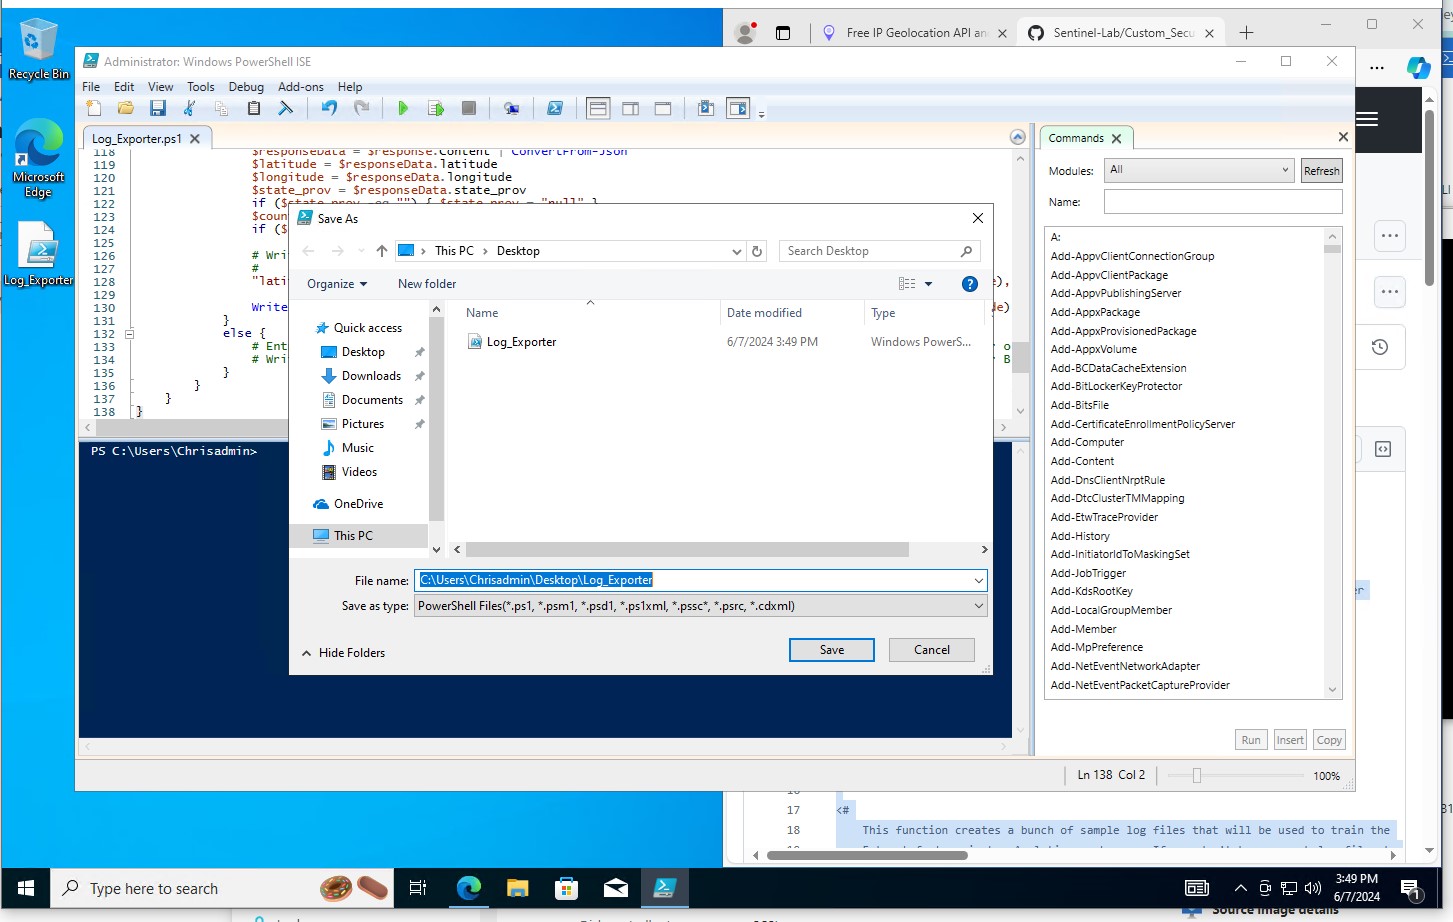 Recycle Bin
Microsoft
Edge
Log_Exporter
Free IP Geolocation API an
Sentinel-Lab/Custom_Secu
Administrator: Windows PowerShell ISE
File Edit View Tools Debug Add-ons Help
Log_Exporter.ps1
118 $responseData = $response.Content | ConvertFrom-Json
119 $latitude = $responseData.latitude
120 $longitude = $responseData.longitude
121 $state_prov = $responseData.state_prov
122 if ($state_prov -eq "") { $state_prov = "null" }
123 $coun
124 if ($
125
126 # Wri
127 #
128 "lati e),
129
130 Write de)
131 }
132 else {
133 # Ent o
134 # Wri B
135 }
136 }
137 }
138 }
PS C:\Users\Chrisadmin>
Save As
This PC > Desktop
Search Desktop
Organize New folder
Quick access
Desktop
Downloads
Documents
Pictures
Music
Videos
OneDrive
This PC
Name Date modified Type
Log_Exporter 6/7/2024 3:49 PM Windows PowerS...
File name: C:\Users\Chrisadmin\Desktop\Log_Exporter
Save as type: PowerShell Files(*.ps1, *.psm1, *.psd1, *.ps1xml, *.pssc*, *.psrc, *.cdxml)
Hide Folders
Save Cancel
Commands
Modules: All Refresh
Name:
A:
Add-AppvClientConnectionGroup
Add-AppvClientPackage
Add-AppvPublishingServer
Add-AppxPackage
Add-AppxProvisionedPackage
Add-AppxVolume
Add-BCDataCacheExtension
Add-BitLockerKeyProtector
Add-BitsFile
Add-CertificateEnrollmentPolicyServer
Add-Computer
Add-Content
Add-DnsClientNrptRule
Add-DtcClusterTMMapping
Add-EtwTraceProvider
Add-History
Add-InitiatorIdToMaskingSet
Add-JobTrigger
Add-KdsRootKey
Add-LocalGroupMember
Add-Member
Add-MpPreference
Add-NetEventNetworkAdapter
Add-NetEventPacketCaptureProvider
Run Insert Copy
Ln 138 Col 2 100%
er
17 <#
18 This function creates a bunch of sample log files that will be used to train the
Type here to search
3:49 PM
6/7/2024
1
Source image details